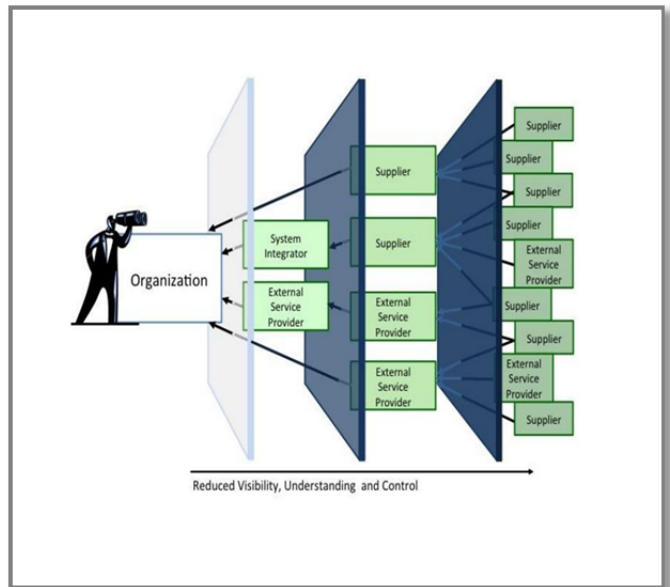 Organization
System
Integrator
External
Service
Provider
Supplier
Supplier
External
Service
Provider
External
Service
Provider
Supplier
Supplier
Supplier
Supplier
External
Service
Provider
Supplier
Supplier
External
Service
Provider
Supplier
Reduced Visibility, Understanding and Control